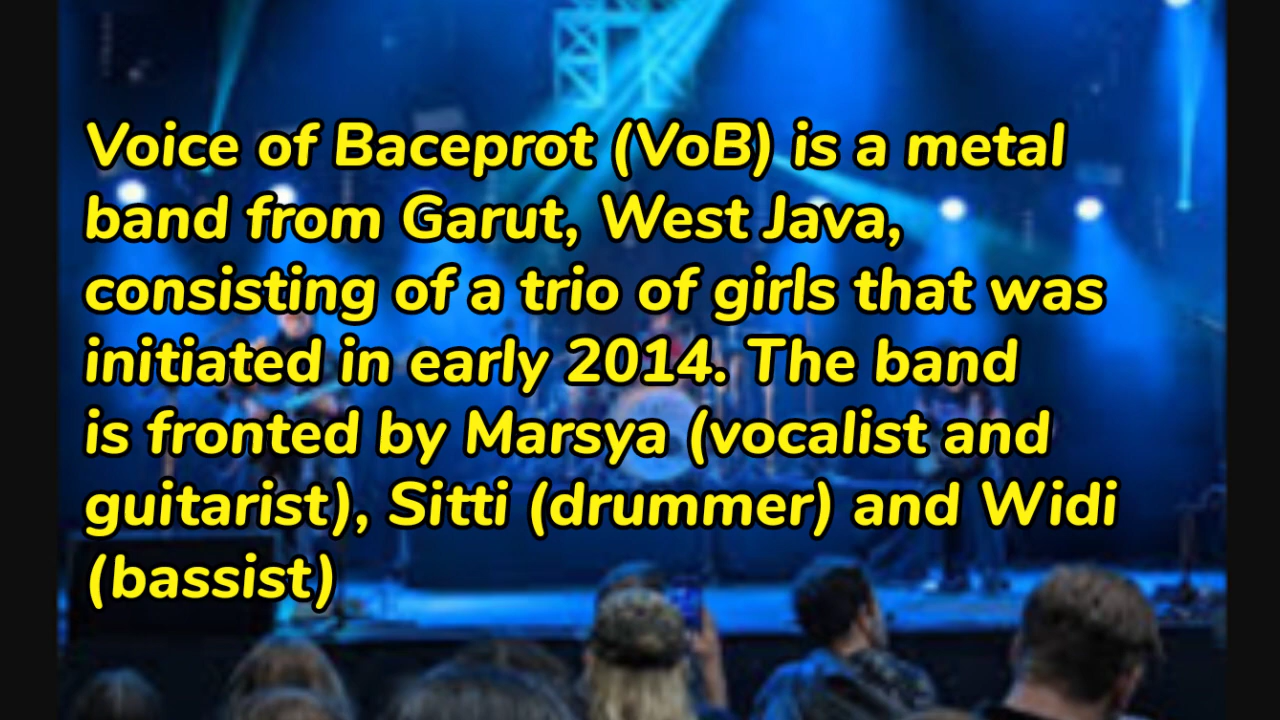 Voice of Baceprot (VoB) is a metal
band from Garut, West Java,
consisting of a trio of girls that was
initiated in early 2014. The band
is fronted by Marsya (vocalist and
guitarist), Sitti (drummer) and Widi
(bassist)